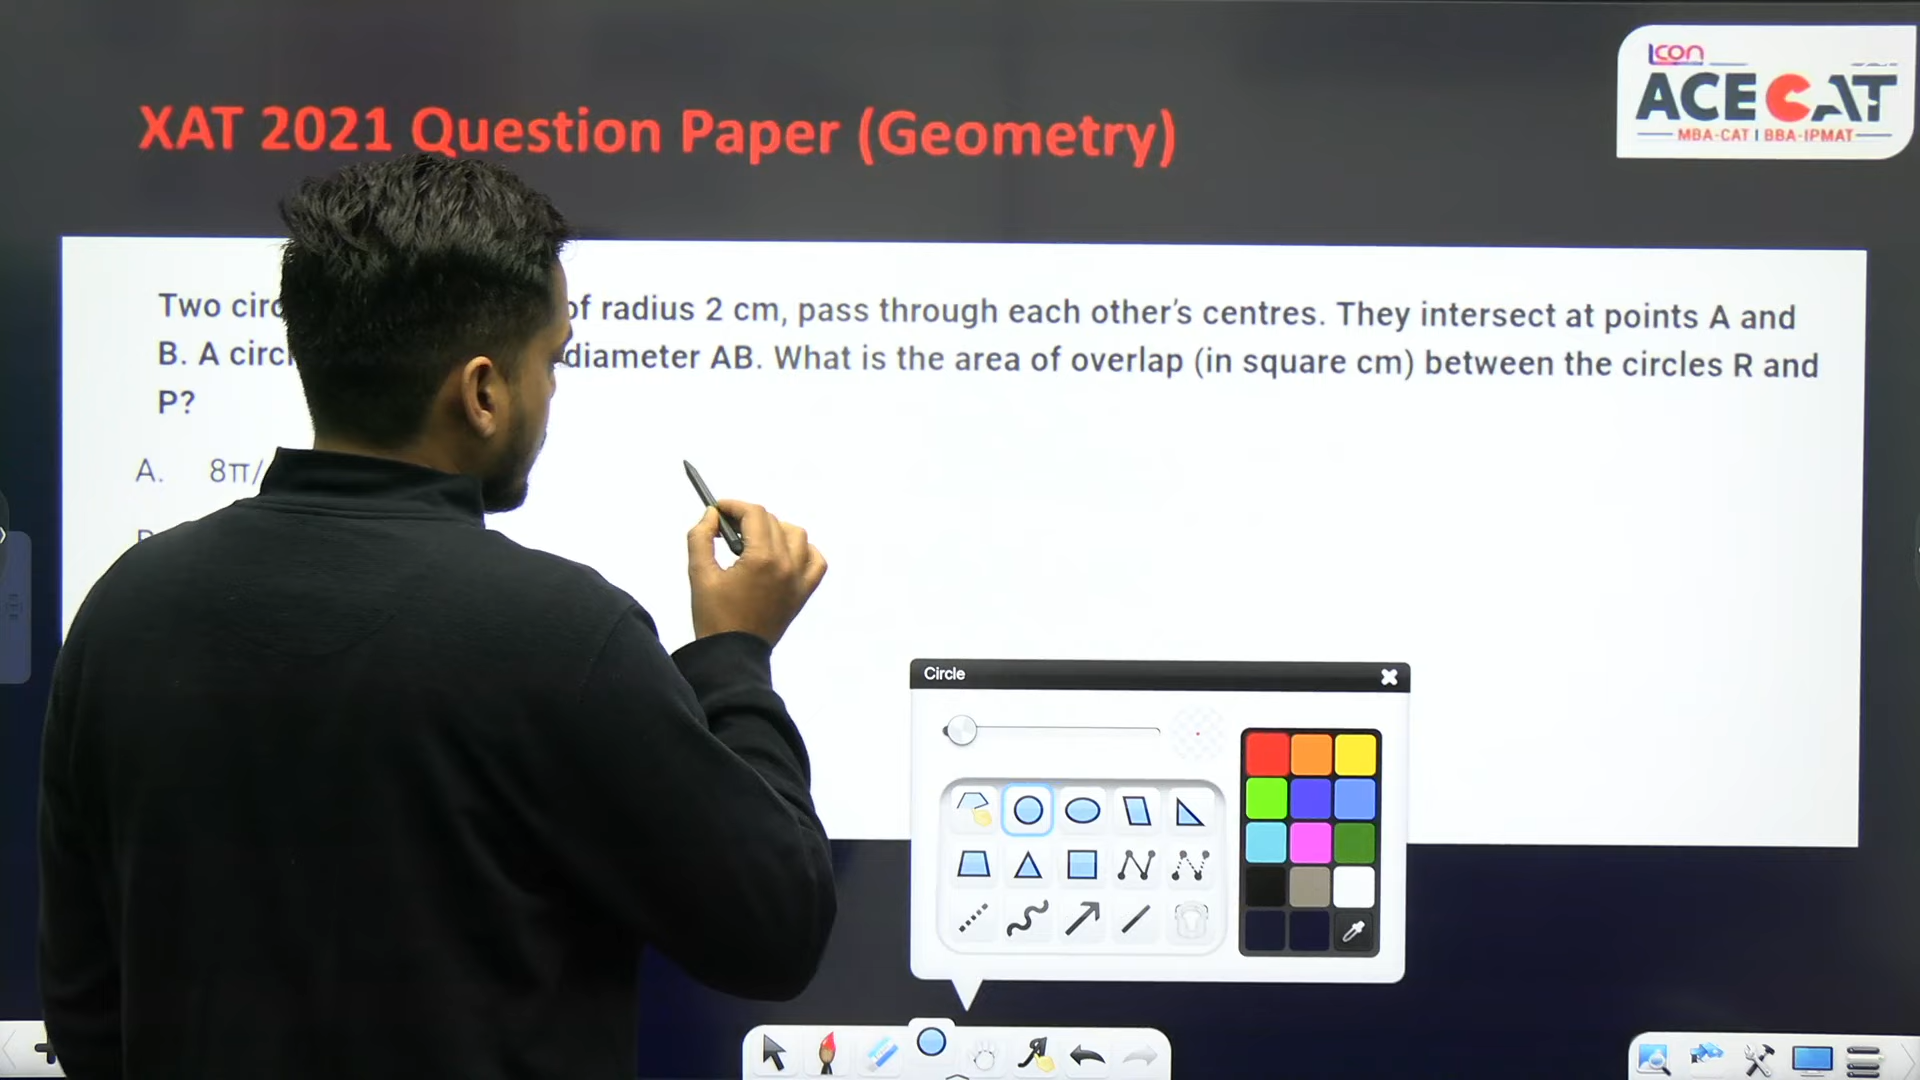 XAT 2021 Question Paper (Geometry)
Icon
ACE CAT
MBA-CAT | BBA-IPMAT
Two of radius 2 cm, pass through each other's centres. They intersect at points A and
B. A diameter AB. What is the area of overlap (in square cm) between the circles R and
P?
A. 8π/
Circle